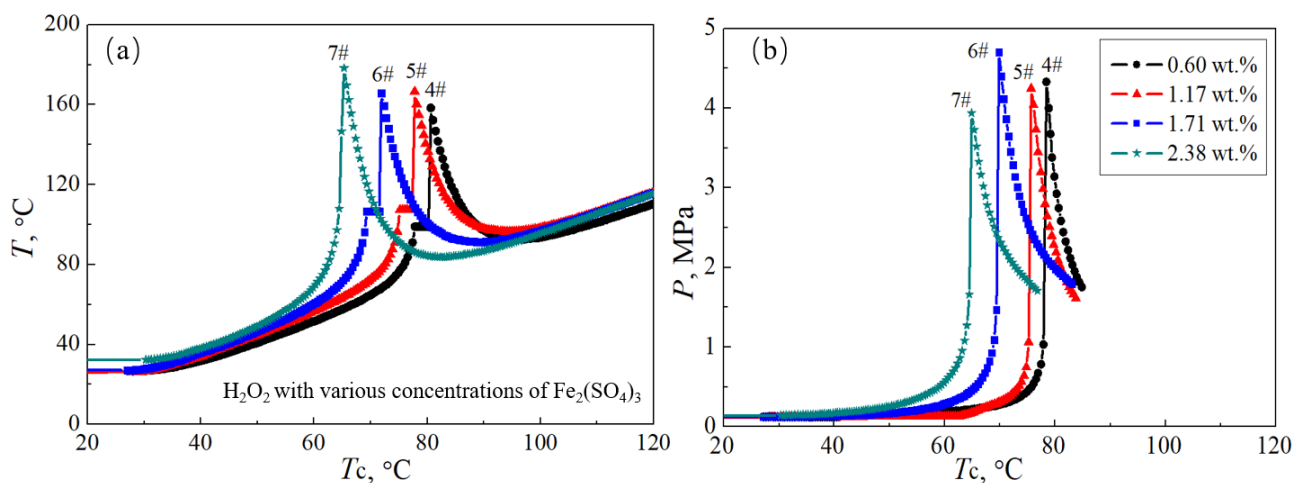 (a)
200
160
120
80
40
0
T, °C
7#
6#
5#
4#
H₂O₂ with various concentrations of Fe₂(SO₄)₃
20 40 60 80 100 120
Tc, °C
(b)
5
4
3
2
1
0
P, MPa
6#
5#
4#
7#
0.60 wt.%
1.17 wt.%
1.71 wt.%
2.38 wt.%
20 40 60 80 100 120
Tc, °C